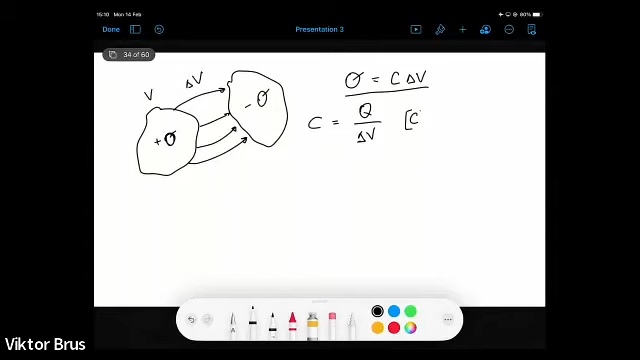 15:10 Mon 14 Feb
80%
Done
Presentation 3
34 of 60
V
ΔV
+Q
-Q
Q = C ΔV
C = Q / ΔV [C
Viktor Brus